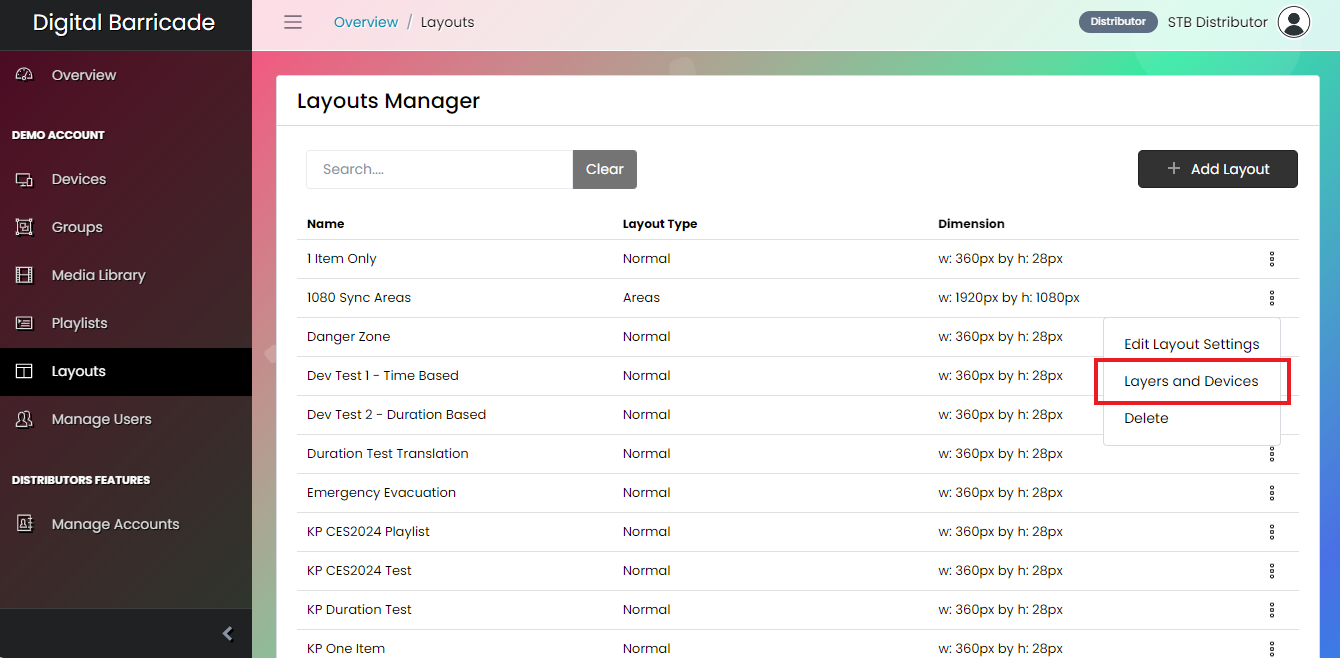 Digital Barricade
Overview / Layouts
Distributor STB Distributor
Overview
DEMO ACCOUNT
Devices
Groups
Media Library
Playlists
Layouts
Manage Users
DISTRIBUTORS FEATURES
Manage Accounts
Layouts Manager
Search.... Clear
+ Add Layout
Name Layout Type Dimension
1 Item Only Normal w: 360px by h: 28px
1080 Sync Areas Areas w: 1920px by h: 1080px
Danger Zone Normal w: 360px by h: 28px
Dev Test 1 - Time Based Normal w: 360px by h: 28px
Dev Test 2 - Duration Based Normal w: 360px by h: 28px
Duration Test Translation Normal w: 360px by h: 28px
Emergency Evacuation Normal w: 360px by h: 28px
KP CES2024 Playlist Normal w: 360px by h: 28px
KP CES2024 Test Normal w: 360px by h: 28px
KP Duration Test Normal w: 360px by h: 28px
KP One Item Normal w: 360px by h: 28px
Edit Layout Settings
Layers and Devices
Delete